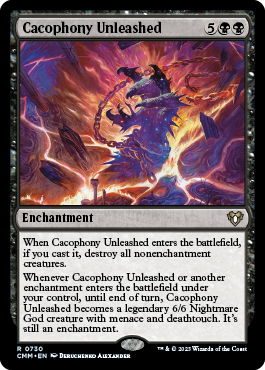 Cacophony Unleashed 5
Enchantment
When Cacophony Unleashed enters the battlefield,
if you cast it, destroy all nonenchantment
creatures.
Whenever Cacophony Unleashed or another
enchantment enters the battlefield under
your control, until end of turn, Cacophony
Unleashed becomes a legendary 6/6 Nightmare
God creature with menace and deathtouch. It's
still an enchantment.
R 0730
CMM • EN Deruchenko Alexander
™ & © 2023 Wizards of the Coast